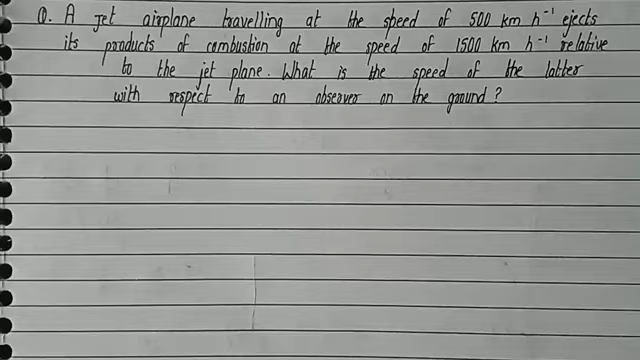 Q. A Jet airplane travelling at the speed of 500 km h⁻¹ ejects
its products of combustion at the speed of 1500 km h⁻¹ relative
to the jet plane. What is the speed of the latter
with respect to an observer on the ground?